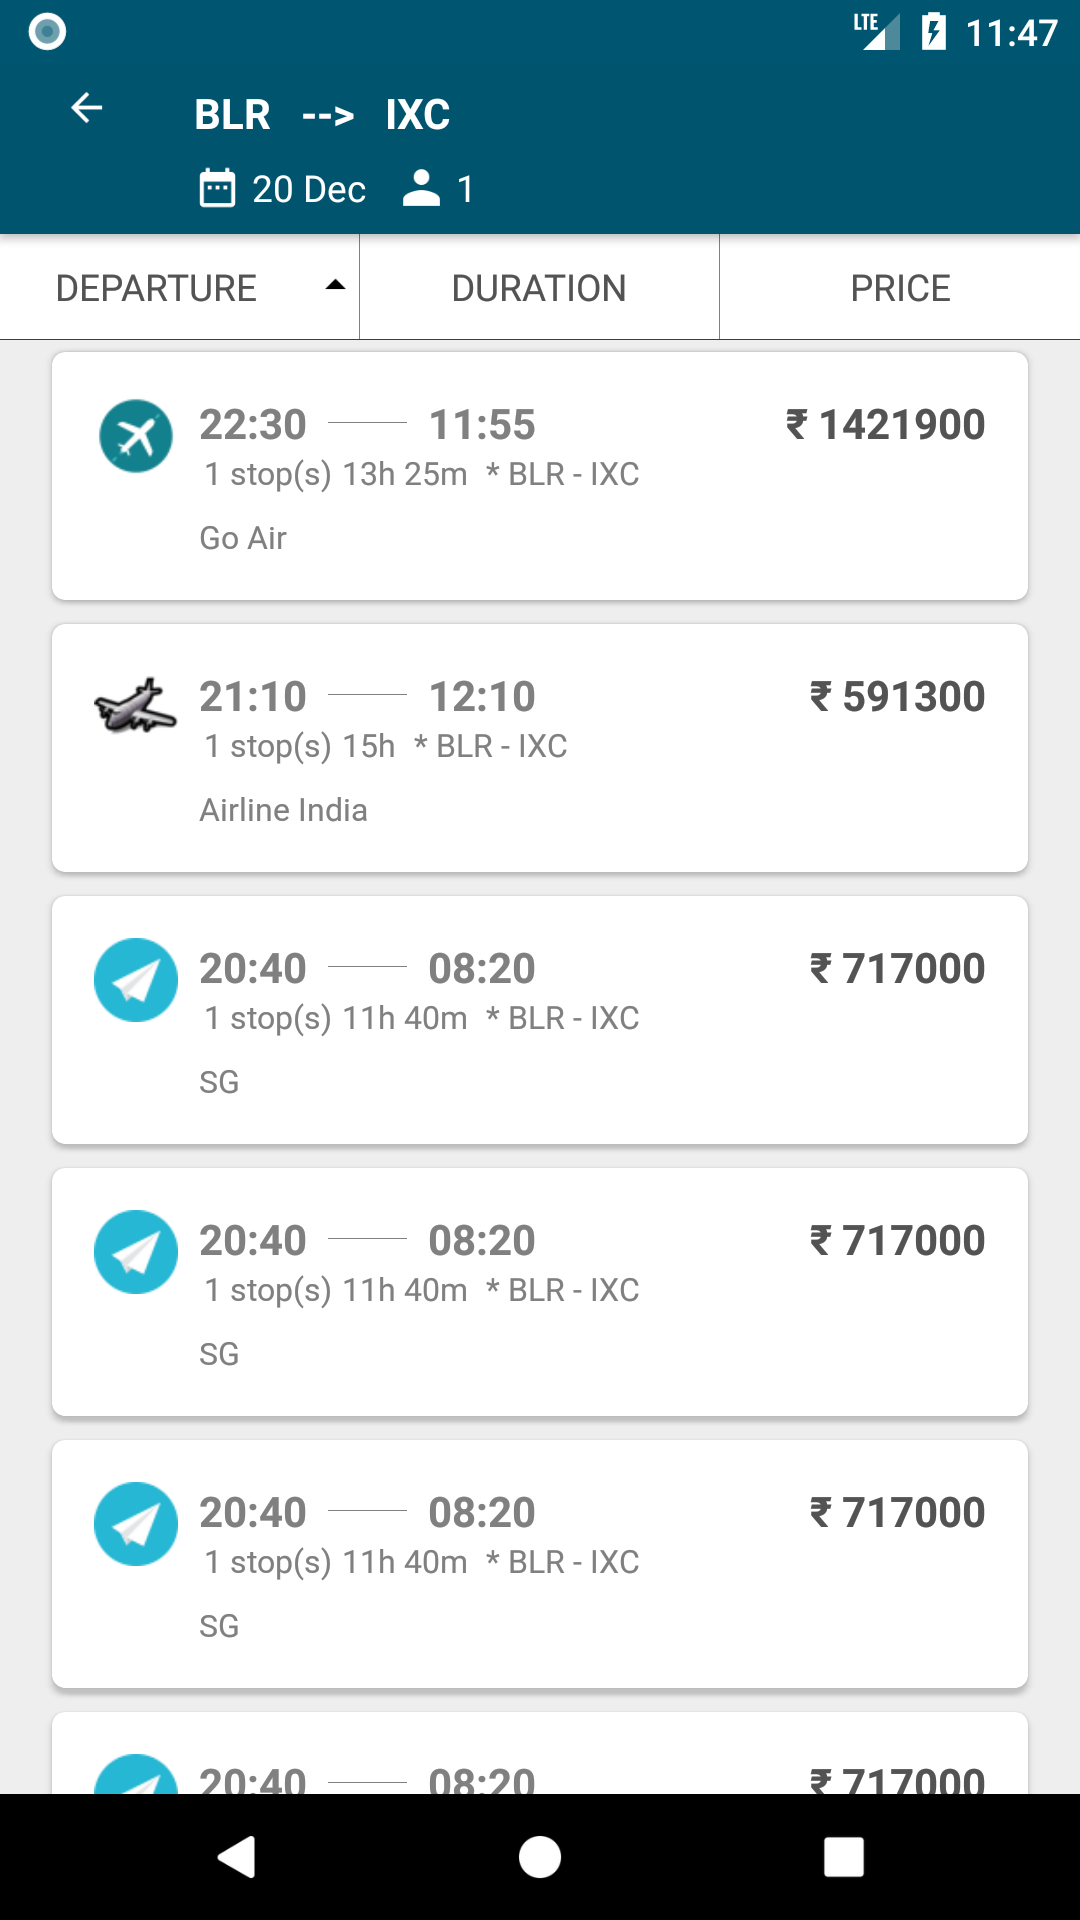 LTE 11:47
BLR --> IXC
20 Dec 1
DEPARTURE DURATION PRICE
22:30 11:55 ₹ 1421900
1 stop(s) 13h 25m * BLR - IXC
Go Air
21:10 12:10 ₹ 591300
1 stop(s) 15h * BLR - IXC
Airline India
20:40 08:20 ₹ 717000
1 stop(s) 11h 40m * BLR - IXC
SG
20:40 08:20 ₹ 717000
1 stop(s) 11h 40m * BLR - IXC
SG
20:40 08:20 ₹ 717000
1 stop(s) 11h 40m * BLR - IXC
SG
20:40 08:20 ₹ 717000